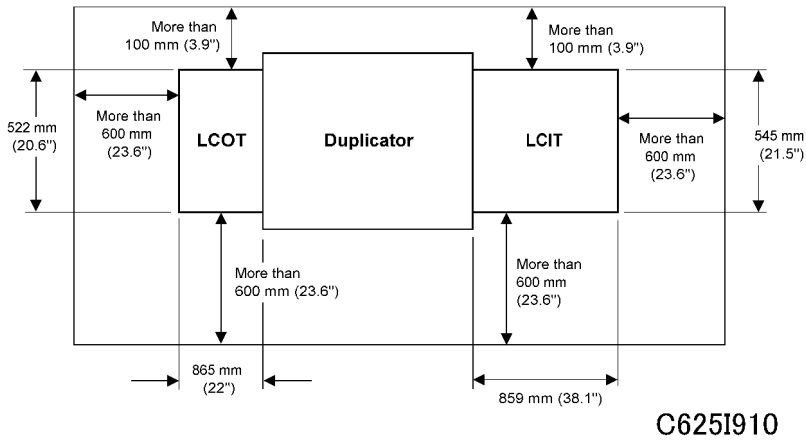 More than
100 mm (3.9")
More than
100 mm (3.9")
522 mm
(20.6")
More than
600 mm
(23.6")
LCOT
Duplicator
LCIT
More than
600 mm
(23.6")
545 mm
(21.5")
More than
600 mm (23.6")
More than
600 mm
(23.6")
865 mm
(22")
859 mm (38.1")
C625I910